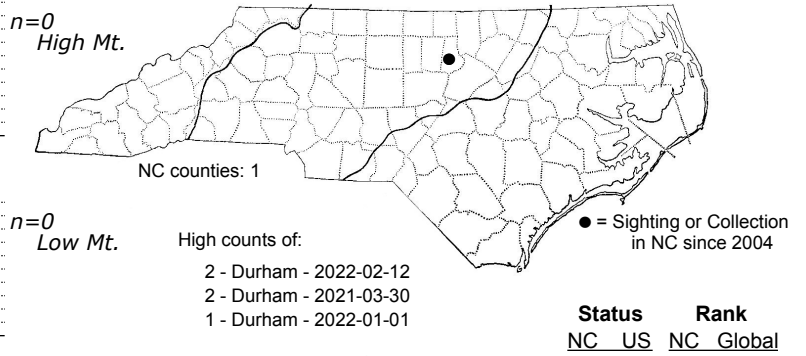 n=0
High Mt.
NC counties: 1
n=0
Low Mt.
High counts of:
2 - Durham - 2022-02-12
2 - Durham - 2021-03-30
1 - Durham - 2022-01-01
● = Sighting or Collection
in NC since 2004
Status Rank
NC US NC Global